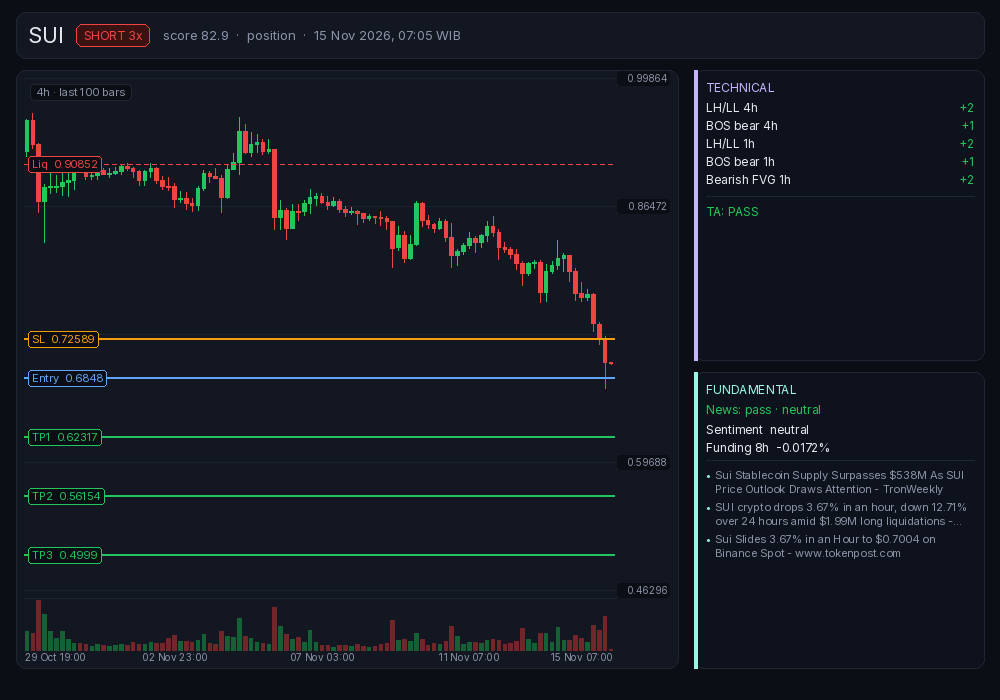 SUI SHORT 3x score 82.9 · position · 15 Nov 2026, 07:05 WIB
4h · last 100 bars
0.99864
Liq 0.90852
0.86472
SL 0.72589
Entry 0.6848
TP1 0.62317
0.59688
TP2 0.56154
TP3 0.4999
0.46296
29 Oct 19:00 02 Nov 23:00 07 Nov 03:00 11 Nov 07:00 15 Nov 07:00
TECHNICAL
LH/LL 4h +2
BOS bear 4h +1
LH/LL 1h +2
BOS bear 1h +1
Bearish FVG 1h +2
TA: PASS
FUNDAMENTAL
News: pass · neutral
Sentiment neutral
Funding 8h -0.0172%
• Sui Stablecoin Supply Surpasses $538M As SUI
Price Outlook Draws Attention - TronWeekly
• SUI crypto drops 3.67% in an hour, down 12.71%
over 24 hours amid $1.99M long liquidations -...
• Sui Slides 3.67% in an Hour to $0.7004 on
Binance Spot - www.tokenpost.com